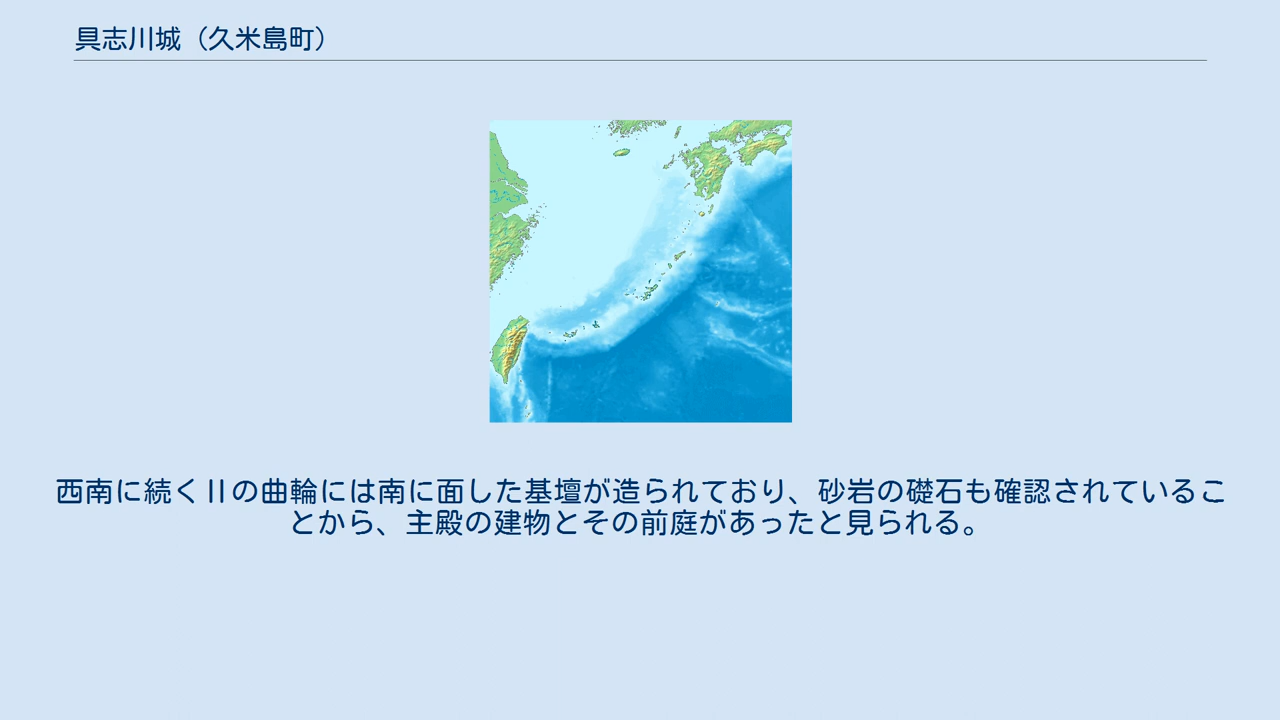 具志川城（久米島町）
西南に続くⅡの曲輪には南に面した基壇が造られており、砂岩の礎石も確認されているこ
とから、主殿の建物とその前庭があったと見られる。